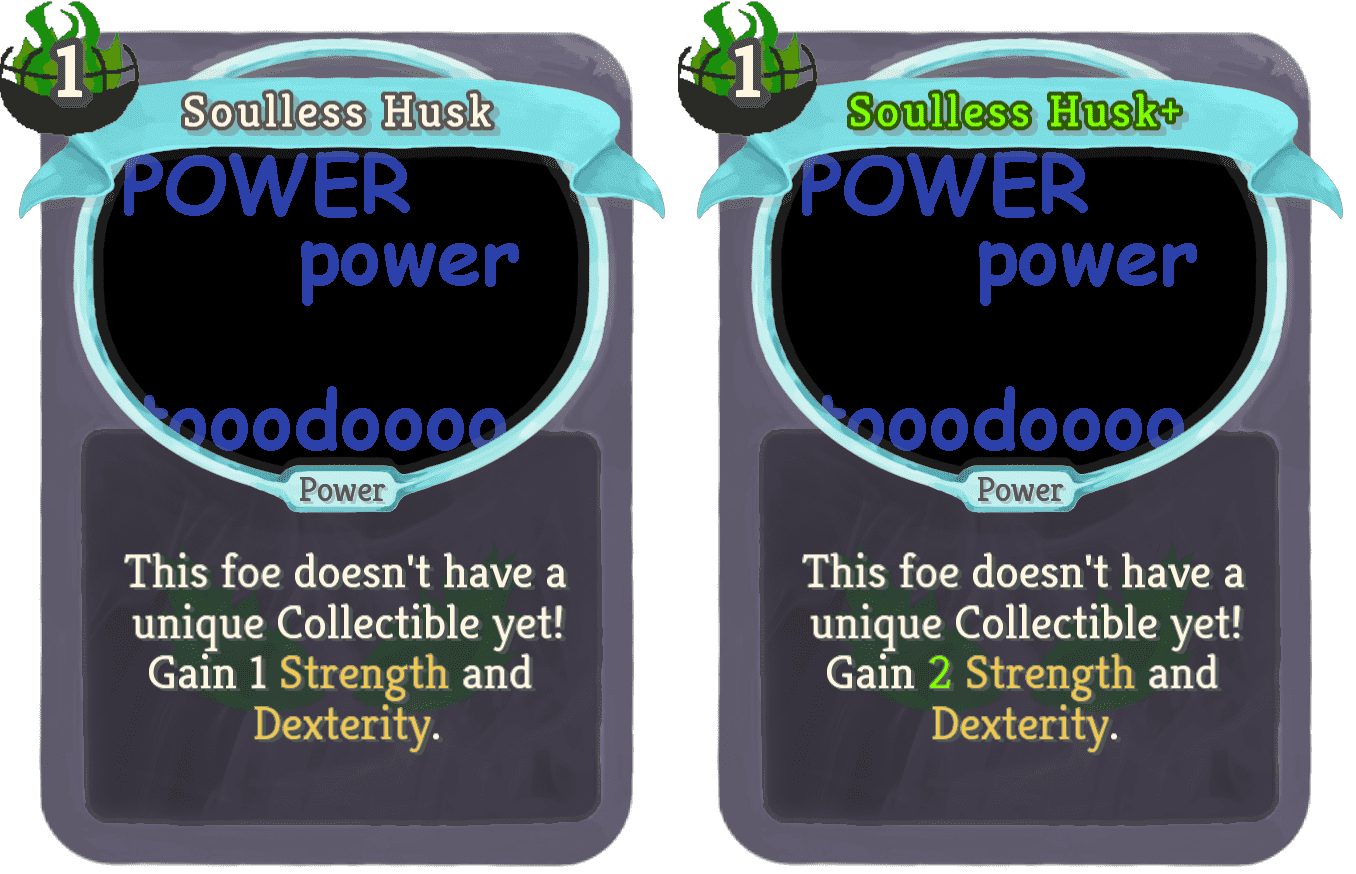 1
Soulless Husk
POWER
power
tooodoooo
Power
This foe doesn't have a
unique Collectible yet!
Gain 1 Strength and
Dexterity.
1
Soulless Husk+
POWER
power
tooodoooo
Power
This foe doesn't have a
unique Collectible yet!
Gain 2 Strength and
Dexterity.